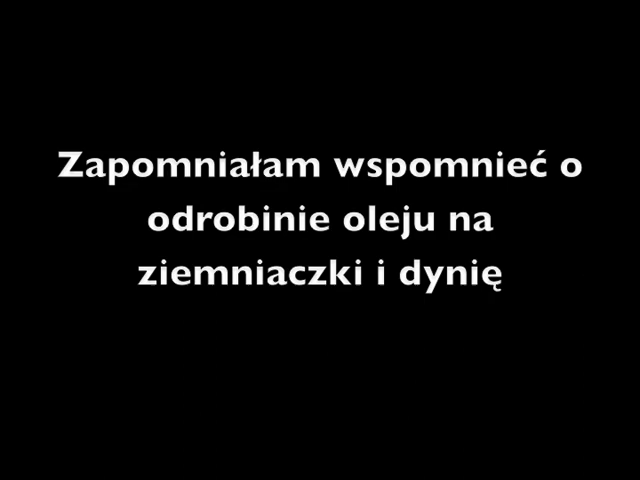 Zapomniałam wspomnieć o
odrobinie oleju na
ziemniaczki i dynię